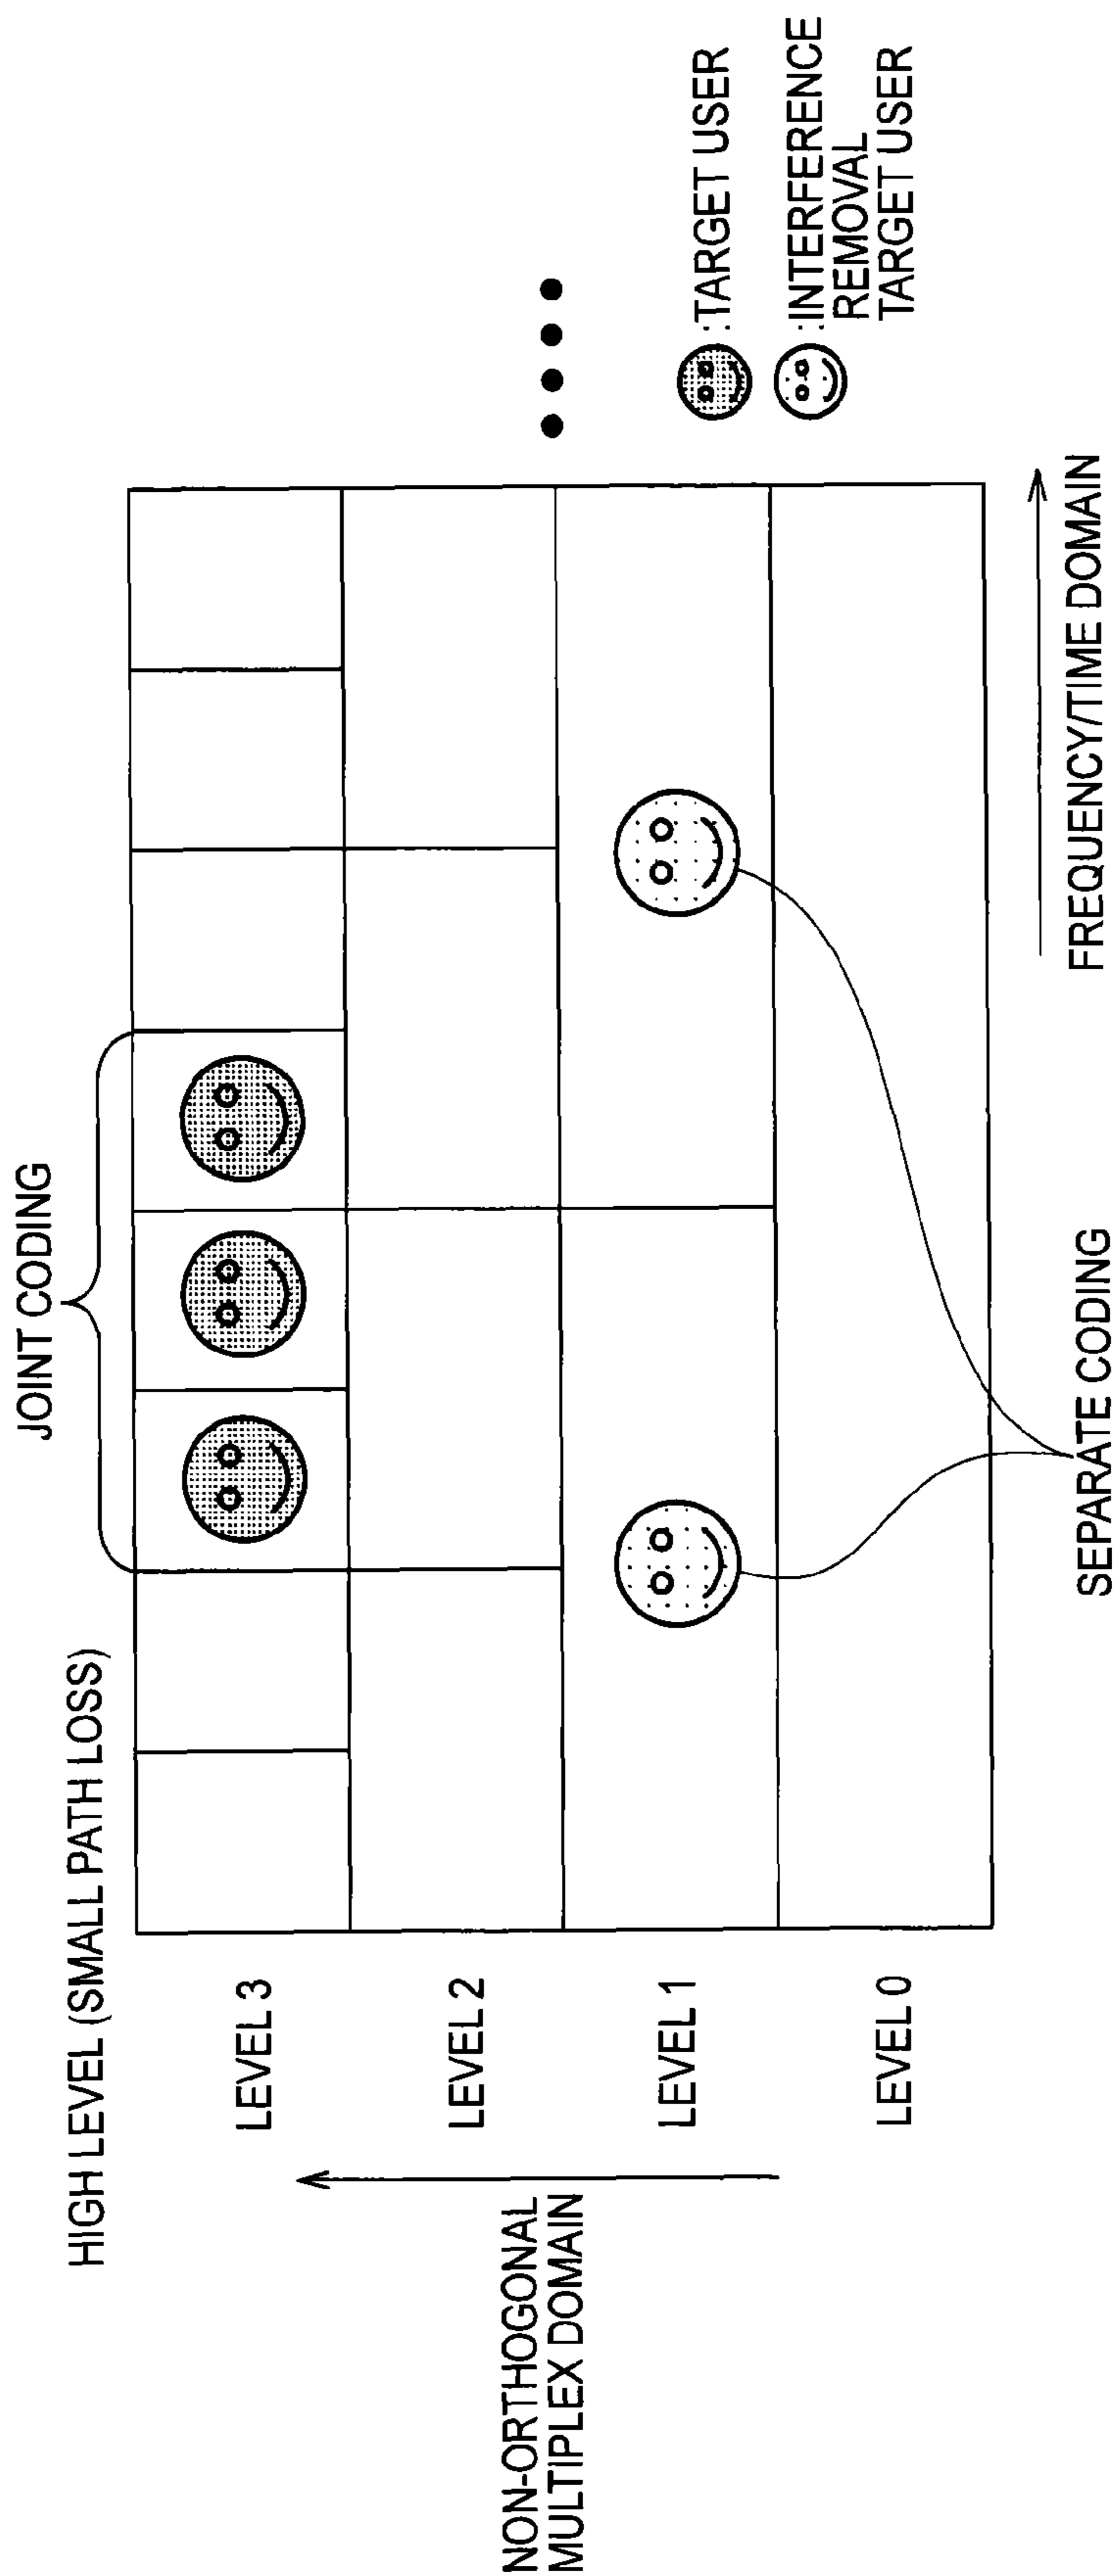 JOINT CODING
HIGH LEVEL (SMALL PATH LOSS)
LEVEL 3
LEVEL 2
LEVEL 1
LEVEL 0
NON-ORTHOGONAL
MULTIPLEX DOMAIN
:TARGET USER
:INTERFERENCE
REMOVAL
TARGET USER
FREQUENCY/TIME DOMAIN
SEPARATE CODING